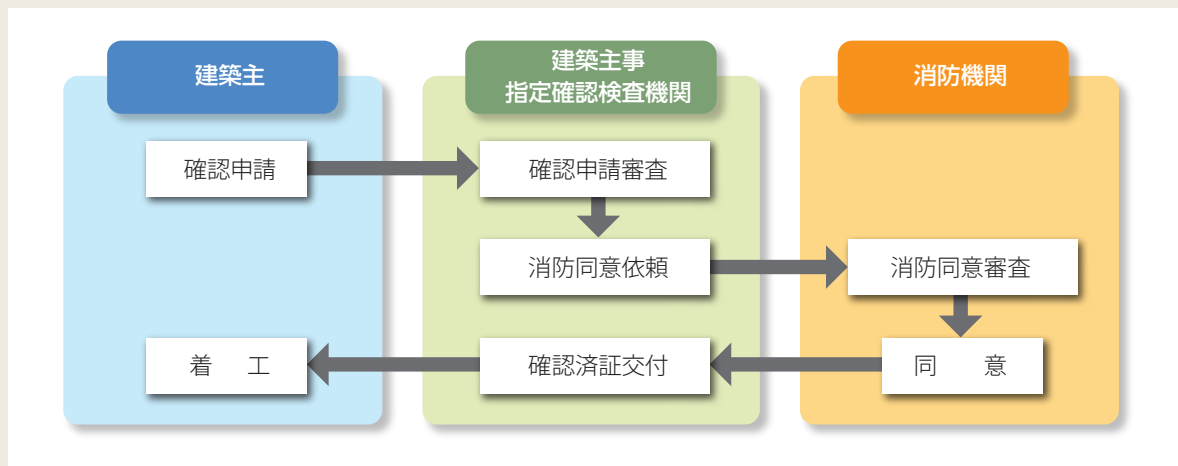 建築主
建築主事
指定確認検査機関
消防機関
確認申請
確認申請審査
消防同意依頼
消防同意審査
着　工
確認済証交付
同　意